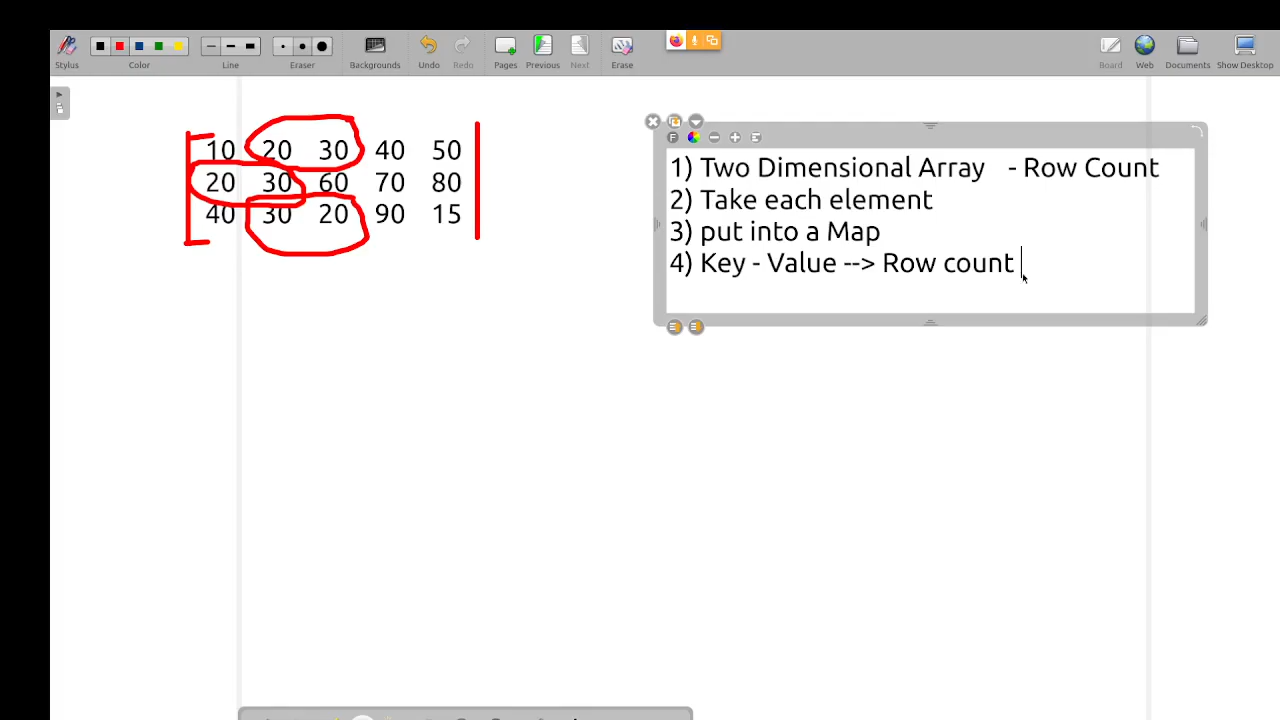 Stylus Color Line Eraser Backgrounds Undo Redo Pages Previous Next Erase Board Web Documents Show Desktop
10 20 30 40 50
20 30 60 70 80
40 30 20 90 15
F
1) Two Dimensional Array - Row Count
2) Take each element
3) put into a Map
4) Key - Value --> Row count